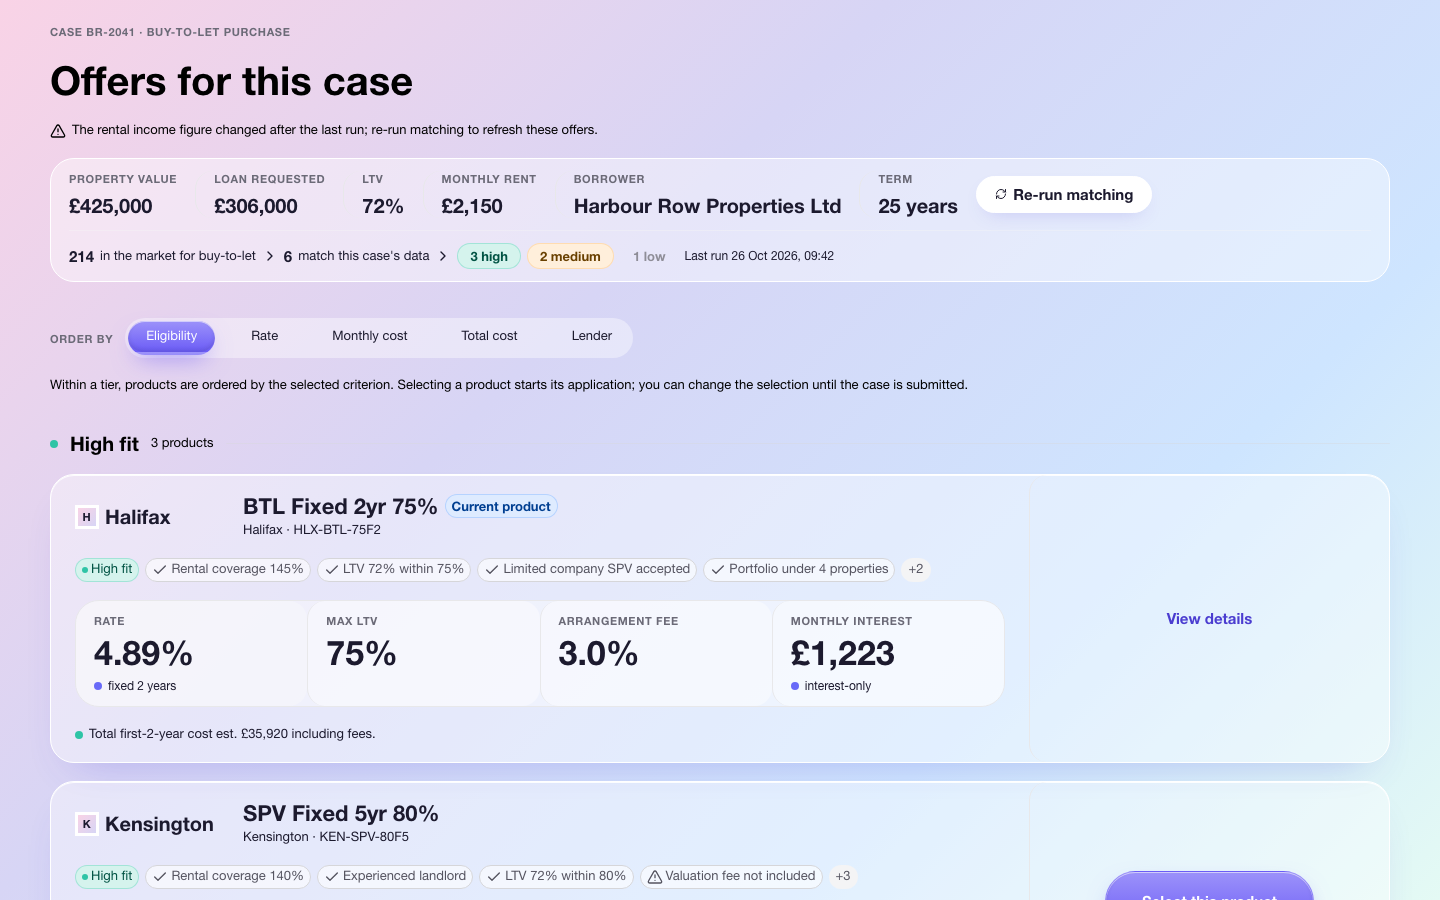 CASE BR-2041 · BUY-TO-LET PURCHASE
Offers for this case
The rental income figure changed after the last run; re-run matching to refresh these offers.
PROPERTY VALUE LOAN REQUESTED LTV MONTHLY RENT BORROWER TERM
£425,000 £306,000 72% £2,150 Harbour Row Properties Ltd 25 years Re-run matching
214 in the market for buy-to-let 6 match this case's data 3 high 2 medium 1 low Last run 26 Oct 2026, 09:42
ORDER BY Eligibility Rate Monthly cost Total cost Lender
Within a tier, products are ordered by the selected criterion. Selecting a product starts its application; you can change the selection until the case is submitted.
High fit 3 products
H Halifax BTL Fixed 2yr 75% Current product
Halifax · HLX-BTL-75F2
High fit Rental coverage 145% LTV 72% within 75% Limited company SPV accepted Portfolio under 4 properties +2
RATE MAX LTV ARRANGEMENT FEE MONTHLY INTEREST
4.89% 75% 3.0% £1,223
fixed 2 years interest-only
View details
Total first-2-year cost est. £35,920 including fees.
K Kensington SPV Fixed 5yr 80%
Kensington · KEN-SPV-80F5
High fit Rental coverage 140% Experienced landlord LTV 72% within 80% Valuation fee not included +3
Select this product